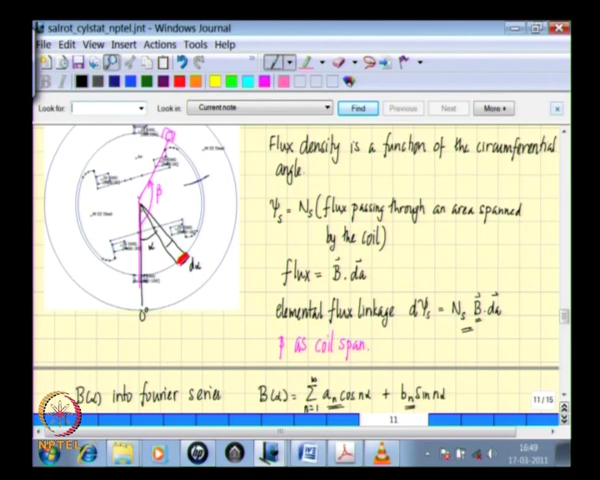 salrot_cylstat_nptel.jnt - Windows Journal
File Edit View Insert Actions Tools Help
Look for:
Look in:
Current note
Find
Previous
Next
More
Flux density is a function of the circumferential
angle.
Ψs = Ns (flux passing through an area spanned
by the coil)
flux = B⃗ . da⃗
elemental flux linkage dΨs = Ns B⃗ . da⃗
β as coil span.
β
α
dα
0°
B(α) into fourier series B(α) = ∑ n=1 ∞ an cos nα + bn sin nα
11
11 / 15
NPTEL
16:49
17-03-2011